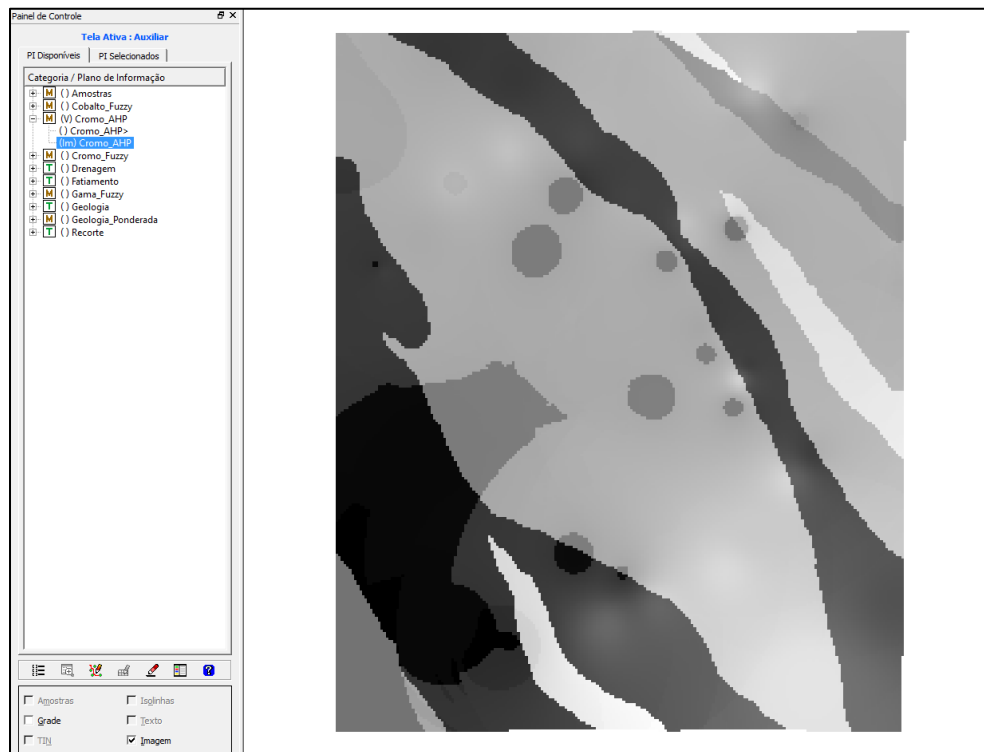 Painel de Controle
Tela Ativa : Auxiliar
PI Disponíveis PI Selecionados
Categoria / Plano de Informação
M () Amostras
M () Cobalto_Fuzzy
M (V) Cromo_AHP
() Cromo_AHP>
(Im) Cromo_AHP
M () Cromo_Fuzzy
T () Drenagem
T () Fatiamento
M () Gama_Fuzzy
T () Geologia
M () Geologia_Ponderada
T () Recorte
Amostras Isolinhas
Grade Texto
TIN Imagem